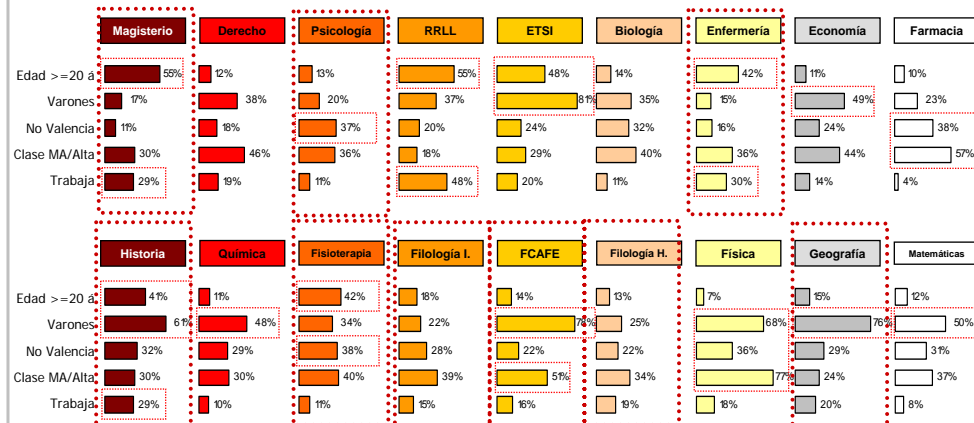 Magisterio Derecho Psicología RRLL ETSI Biología Enfermería Economía Farmacia
Edad >=20 á 55% 12% 13% 55% 48% 14% 42% 11% 10%
Varones 17% 38% 20% 37% 81% 35% 15% 49% 23%
No Valencia 11% 18% 37% 20% 24% 32% 16% 24% 38%
Clase MA/Alta 30% 46% 36% 18% 29% 40% 36% 44% 57%
Trabaja 29% 19% 11% 48% 20% 11% 30% 14% 4%
Historia Química Fisioterapia Filología I. FCAFE Filología H. Física Geografía Matemáticas
Edad >=20 á 41% 11% 42% 18% 14% 13% 7% 15% 12%
Varones 61% 48% 34% 22% 78% 25% 68% 76% 50%
No Valencia 32% 29% 38% 28% 22% 22% 36% 29% 31%
Clase MA/Alta 30% 30% 40% 39% 51% 34% 77% 24% 37%
Trabaja 29% 10% 11% 15% 16% 19% 18% 20% 8%